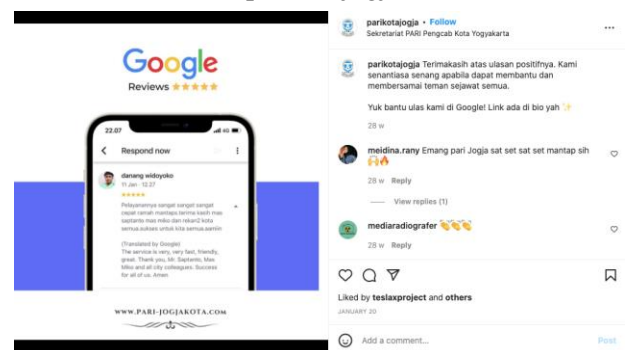 Google
Reviews ★★★★★
22.07
4G
Respond now
danang widoyoko
11 Jan · 12.27
★★★★★
Pelayanannya sangat sangat sangat
cepat ramah mantaps terima kasih mas
saptanto mas miko dan rekan2 kota
semua.sukses untuk kita semua.aamiin
(Translated by Google)
The service is very, very fast, friendly,
great. Thank you, Mr. Saptanto, Mas
Miko and all city colleagues. Success
for all of us. Amen
WWW.PARI-JOGJAKOTA.COM
parikotajogja • Follow
Sekretariat PARI Pengcab Kota Yogyakarta
parikotajogja Terimakasih atas ulasan positifnya. Kami
senantiasa senang apabila dapat membantu dan
membersamai teman sejawat semua.
Yuk bantu ulas kami di Google! Link ada di bio yah ✨
28 w
meidina.rany Emang pari Jogja sat set sat set mantap sih
🙌🔥
28 w Reply
View replies (1)
mediaradiografer 👏👏👏
28 w Reply
Liked by teslaxproject and others
JANUARY 20
Add a comment...
Post